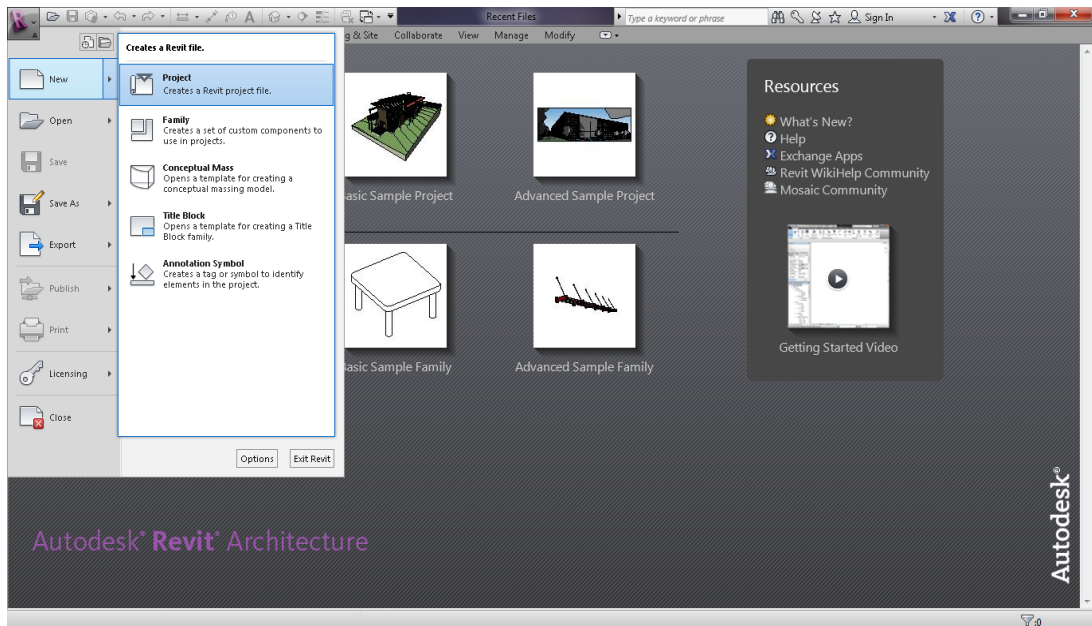 Recent Files
Type a keyword or phrase
Sign In
g & Site Collaborate View Manage Modify
Creates a Revit file.
New
Project
Creates a Revit project file.
Open
Family
Creates a set of custom components to
use in projects.
Save
Conceptual Mass
Opens a template for creating a
conceptual massing model.
Save As
Title Block
Opens a template for creating a Title
Block family.
Export
Annotation Symbol
Creates a tag or symbol to identify
elements in the project.
Publish
Print
Licensing
Close
Options Exit Revit
asic Sample Project Advanced Sample Project
asic Sample Family Advanced Sample Family
Resources
What's New?
Help
Exchange Apps
Revit WikiHelp Community
Mosaic Community
Getting Started Video
Autodesk® Revit® Architecture
Autodesk®
:0